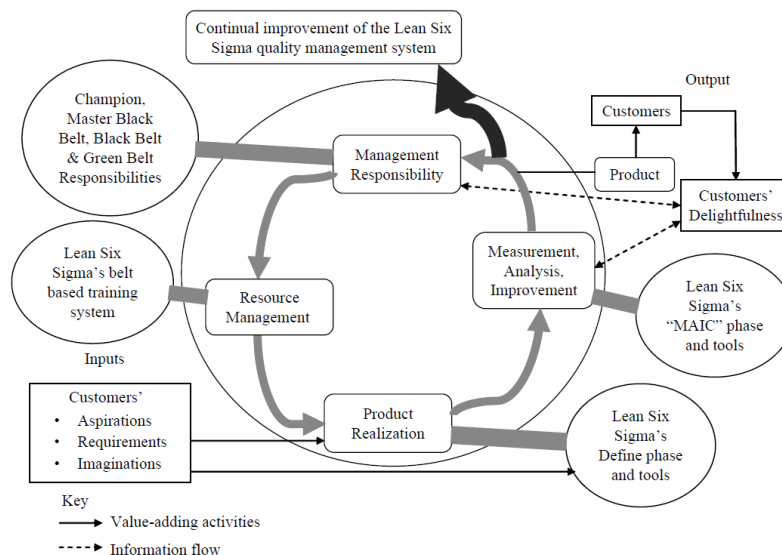 Continual improvement of the Lean Six
Sigma quality management system
Output
Champion,
Master Black
Belt, Black Belt
& Green Belt
Responsibilities
Customers
Management
Responsibility
Product
Customers'
Delightfulness
Lean Six
Sigma's belt
based training
system
Resource
Management
Measurement,
Analysis,
Improvement
Lean Six
Sigma's
"MAIC" phase
and tools
Inputs
Customers'
• Aspirations
• Requirements
• Imaginations
Product
Realization
Lean Six
Sigma's
Define phase
and tools
Key
Value-adding activities
Information flow